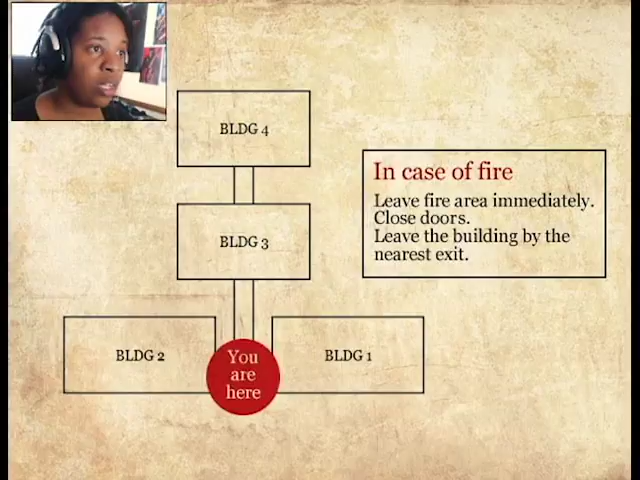 BLDG 4
In case of fire
Leave fire area immediately.
Close doors.
Leave the building by the
nearest exit.
BLDG 3
BLDG 2
You
are
here
BLDG 1